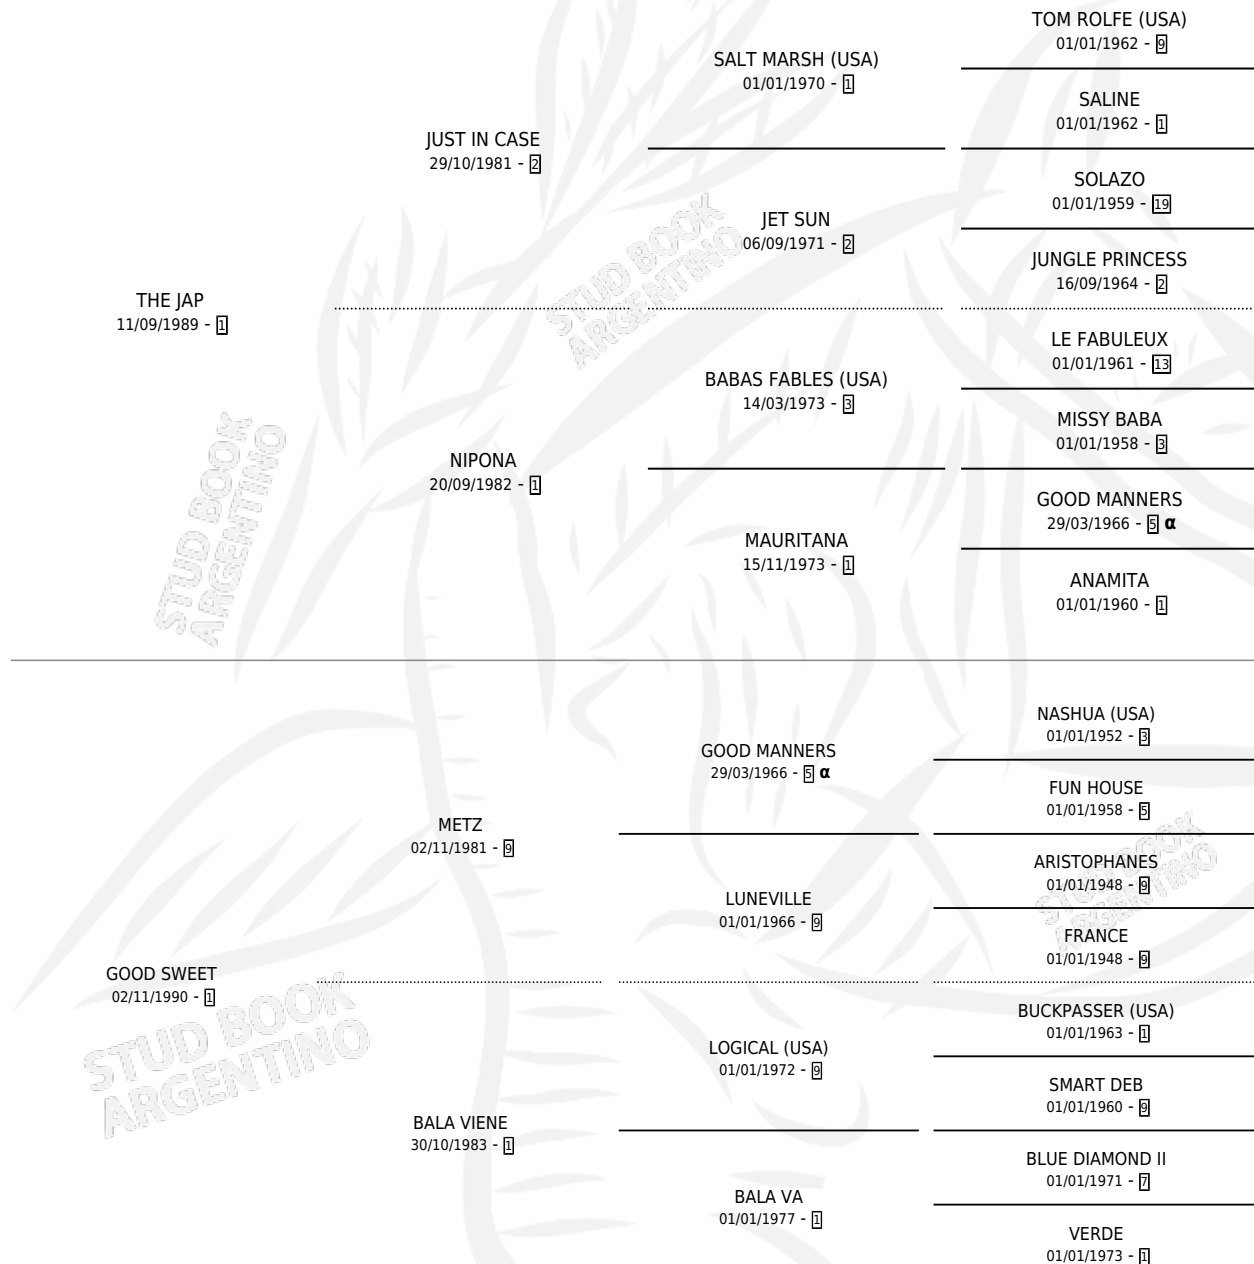 TOM ROLFE (USA)
01/01/1962 - 9
SALT MARSH (USA)
01/01/1970 - 1
SALINE
01/01/1962 - 1
JUST IN CASE
29/10/1981 - 2
SOLAZO
01/01/1959 - 19
JET SUN
06/09/1971 - 2
JUNGLE PRINCESS
16/09/1964 - 2
THE JAP
11/09/1989 - 1
LE FABULEUX
01/01/1961 - 13
BABAS FABLES (USA)
14/03/1973 - 3
MISSY BABA
01/01/1958 - 3
NIPONA
20/09/1982 - 1
GOOD MANNERS
29/03/1966 - 5 α
MAURITANA
15/11/1973 - 1
ANAMITA
01/01/1960 - 1
NASHUA (USA)
01/01/1952 - 3
GOOD MANNERS
29/03/1966 - 5 α
FUN HOUSE
01/01/1958 - 5
METZ
02/11/1981 - 9
ARISTOPHANES
01/01/1948 - 9
LUNEVILLE
01/01/1966 - 9
FRANCE
01/01/1948 - 9
GOOD SWEET
02/11/1990 - 1
BUCKPASSER (USA)
01/01/1963 - 1
LOGICAL (USA)
01/01/1972 - 9
SMART DEB
01/01/1960 - 9
BALA VIENE
30/10/1983 - 1
BLUE DIAMOND II
01/01/1971 - 7
BALA VA
01/01/1977 - 1
VERDE
01/01/1973 - 1
STUD BOOK
ARGENTINO
STUD BOOK
ARGENTINO
STUD BOOK
ARGENTINO
STUD BOOK
ARGENTINO